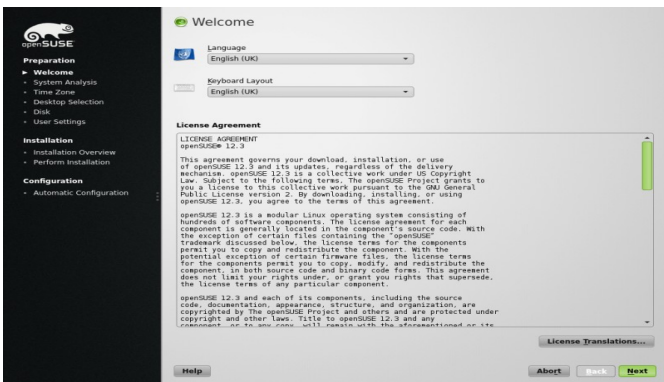 openSUSE
Preparation
Welcome
System Analysis
Time Zone
Desktop Selection
Disk
User Settings
Installation
Installation Overview
Perform Installation
Configuration
Automatic Configuration
Welcome
Language
English (UK)
Keyboard Layout
English (UK)
License Agreement
LICENSE AGREEMENT
openSUSE® 12.3
This agreement governs your download, installation, or use
of openSUSE 12.3 and its updates, regardless of the delivery
mechanism. openSUSE 12.3 is a collective work under US Copyright
Law. Subject to the following terms, The openSUSE Project grants to
you a license to this collective work pursuant to the GNU General
Public License version 2. By downloading, installing, or using
openSUSE 12.3, you agree to the terms of this agreement.
openSUSE 12.3 is a modular Linux operating system consisting of
hundreds of software components. The license agreement for each
component is generally located in the component's source code. With
the exception of certain files containing the "openSUSE"
trademark discussed below, the license terms for the components
permit you to copy and redistribute the component. With the
potential exception of certain firmware files, the license terms
for the components permit you to copy, modify, and redistribute the
component, in both source code and binary code forms. This agreement
does not limit your rights under, or grant you rights that supersede,
the license terms of any particular component.
openSUSE 12.3 and each of its components, including the source
code, documentation, appearance, structure, and organization, are
copyrighted by The openSUSE Project and others and are protected under
copyright and other laws. Title to openSUSE 12.3 and any
component, or to any copy, will remain with the aforementioned or its
License Translations...
Help
Abort
Back
Next